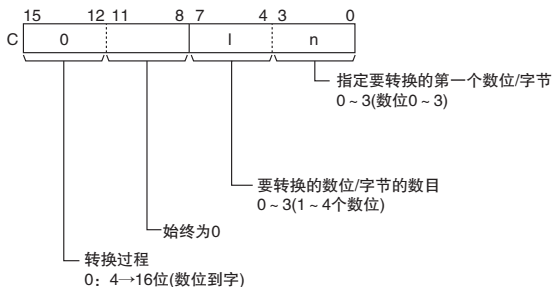 15 12 11 8 7 4 3 0
C 0 l n
指定要转换的第一个数位/字节
0~3(数位0~3)
要转换的数位/字节的数目
0~3(1~4个数位)
始终为0
转换过程
0：4→16位(数位到字)